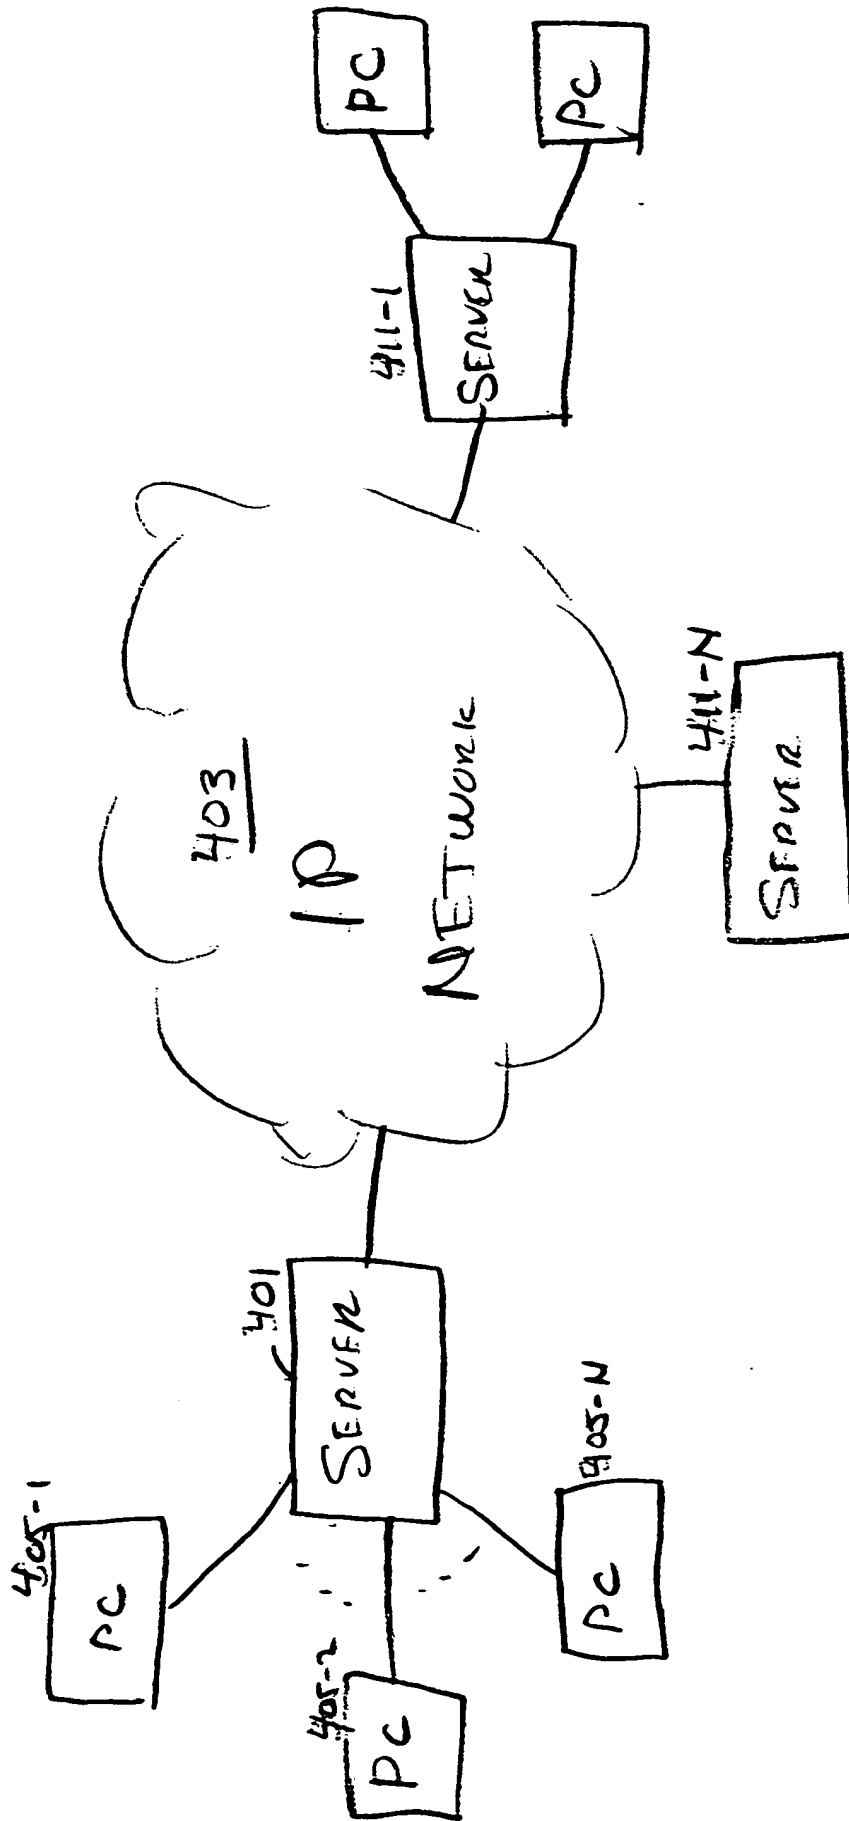 405-1
PC
405-2
PC
405-N
PC
401
SERVER
403
IP
NETWORK
411-1
SERVER
PC
PC
411-N
SERVER